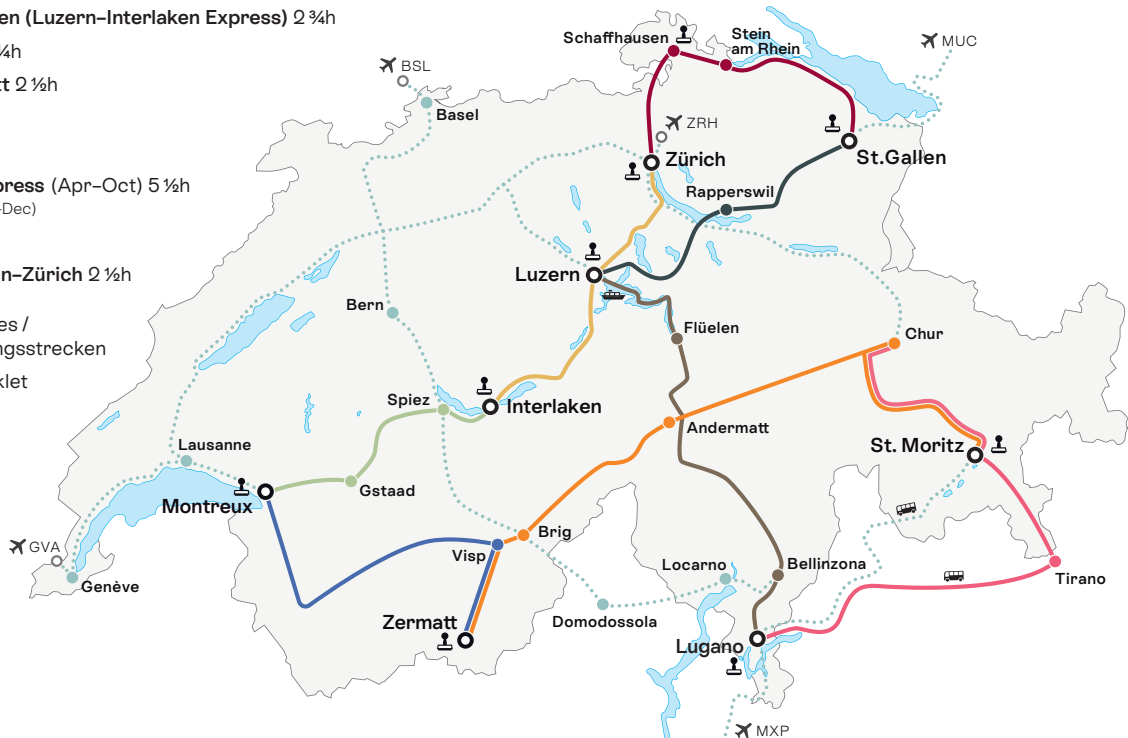 en (Luzern–Interlaken Express) 2 ¾h
¼h
tt 2 ½h
press (Apr–Oct) 5 ½h
-Dec)
n–Zürich 2 ½h
es /
ngsstrecken
klet
Schaffhausen
Stein
am Rhein
MUC
BSL
Basel
ZRH
Zürich
St.Gallen
Rapperswil
Luzern
Bern
Flüelen
Chur
Spiez
Interlaken
Andermatt
St. Moritz
Lausanne
Gstaad
Montreux
Brig
Visp
GVA
Genève
Locarno
Bellinzona
Tirano
Domodossola
Zermatt
Lugano
MXP